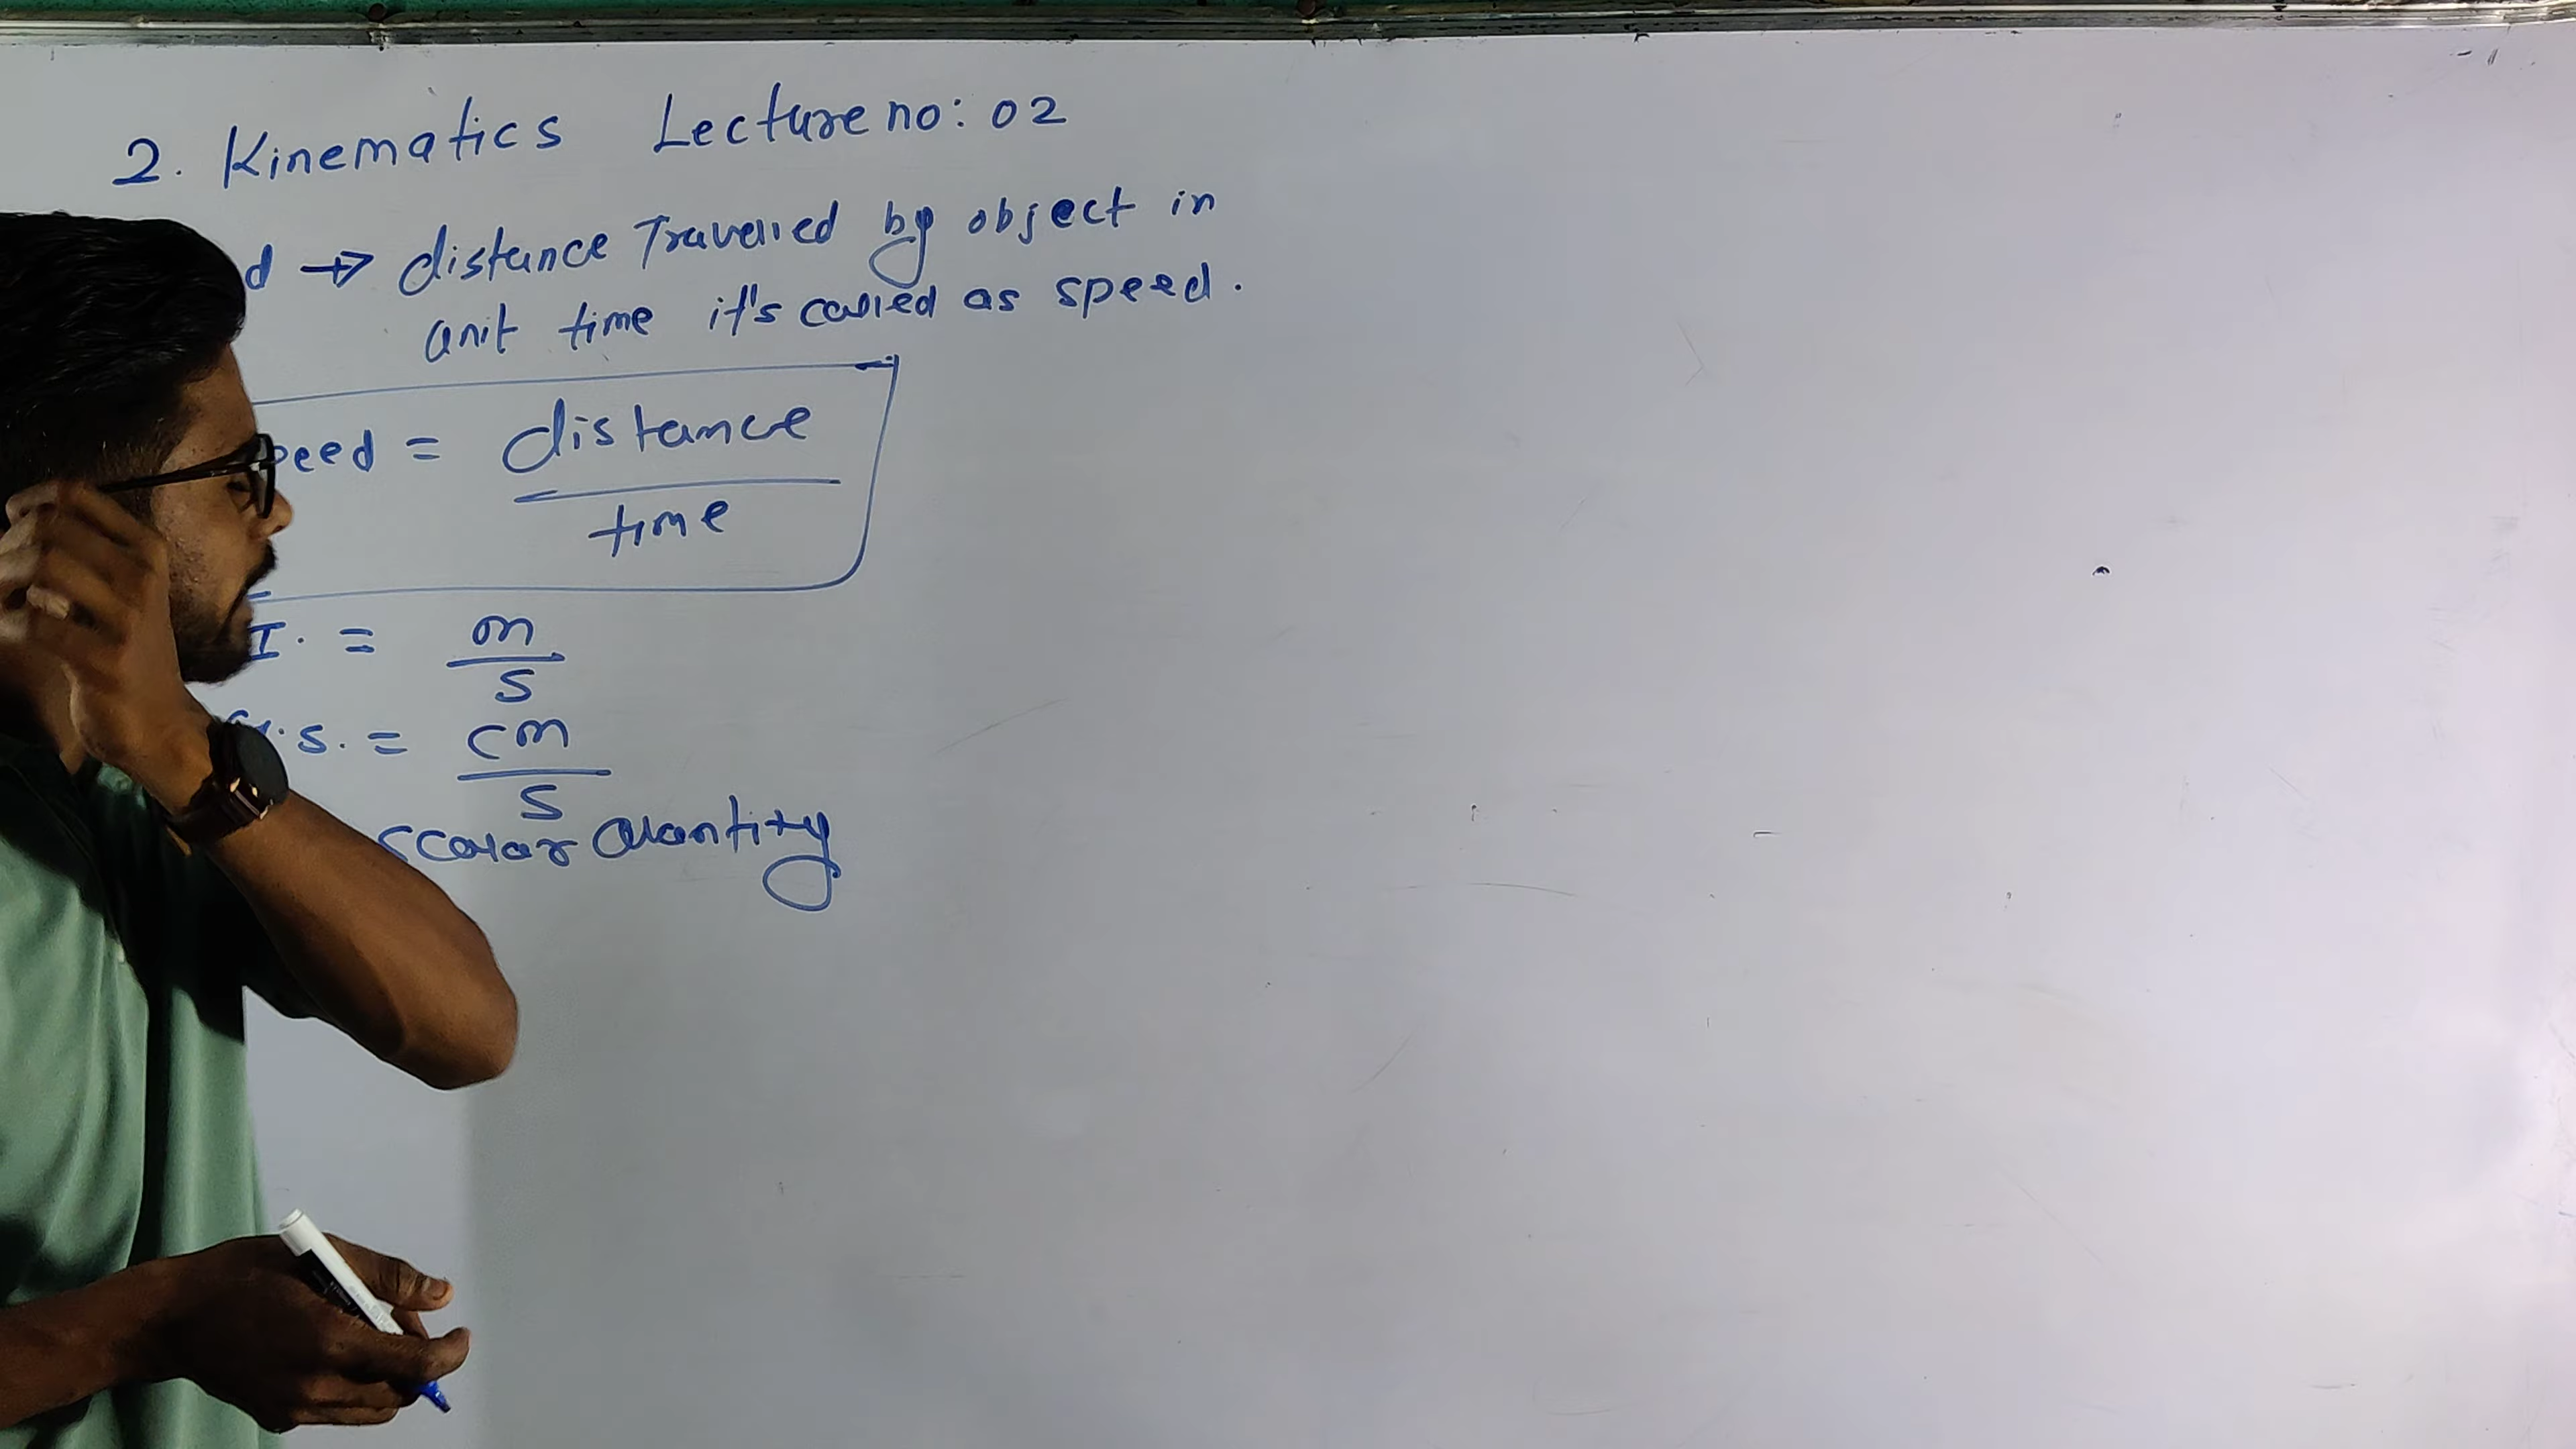 2. Kinematics Lecture no: 02
d → distance Travelled by object in
unit time it's called as speed.
peed = distance
time
I. = m
s
.s. = cm
s
scalar Quantity